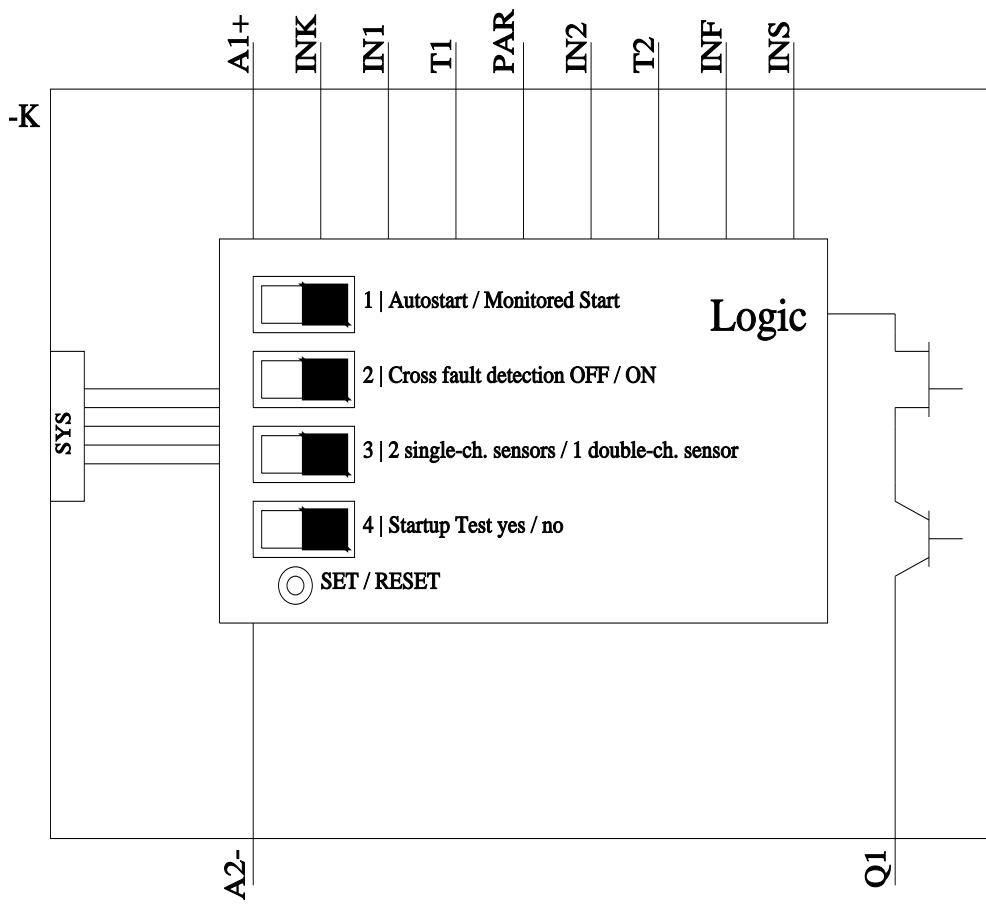 A1+
INK
IN1
T1
PAR
IN2
T2
INF
INS
-K
1 | Autostart / Monitored Start
Logic
2 | Cross fault detection OFF / ON
SYS
3 | 2 single-ch. sensors / 1 double-ch. sensor
4 | Startup Test yes / no
SET / RESET
A2-
Q1